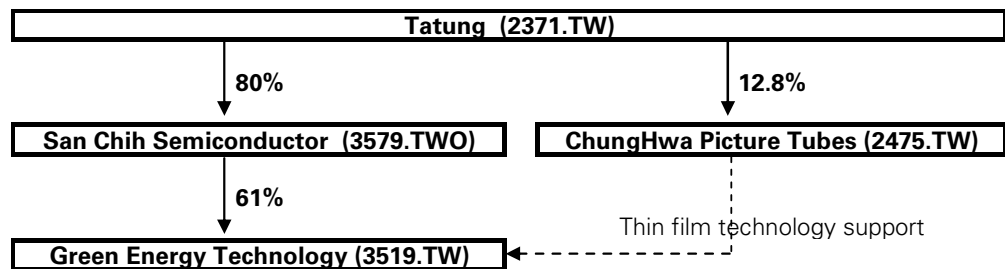 Tatung (2371.TW)
80%
12.8%
San Chih Semiconductor (3579.TWO)
ChungHwa Picture Tubes (2475.TW)
61%
Thin film technology support
Green Energy Technology (3519.TW)